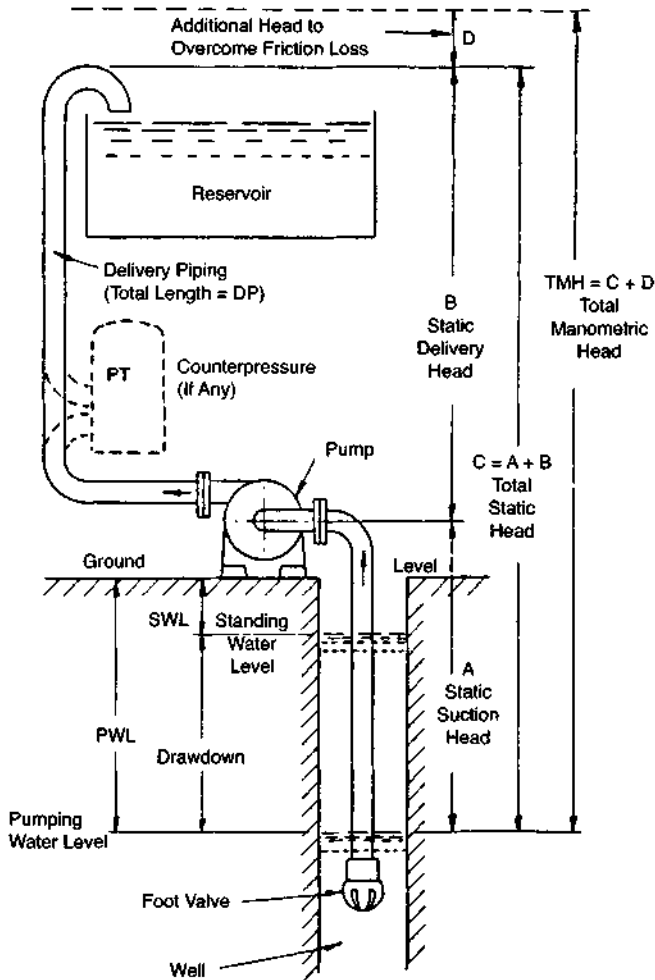 Additional Head to
Overcome Friction Loss
D
Reservoir
Delivery Piping
(Total Length = DP)
B
Static
Delivery
Head
TMH = C + D
Total
Manometric
Head
PT
Counterpressure
(If Any)
Pump
C = A + B
Total
Static
Head
Ground
Level
SWL
Standing
Water
Level
A
Static
Suction
Head
PWL
Drawdown
Pumping
Water Level
Foot Valve
Well